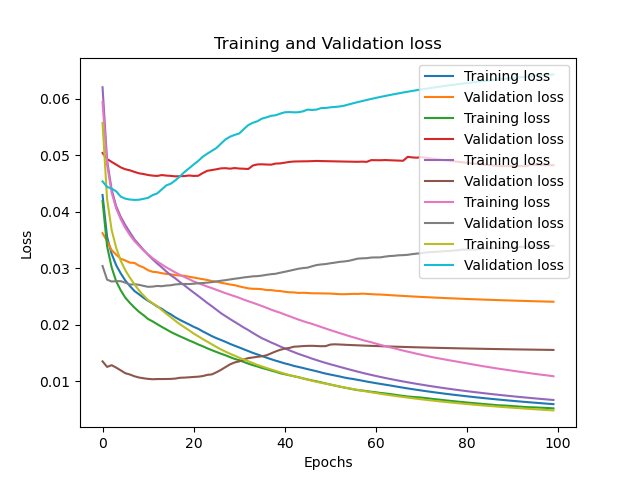 Training and Validation loss
Loss
0.06
0.05
0.04
0.03
0.02
0.01
Training loss
Validation loss
Training loss
Validation loss
Training loss
Validation loss
Training loss
Validation loss
Training loss
Validation loss
0
20
40
60
80
100
Epochs